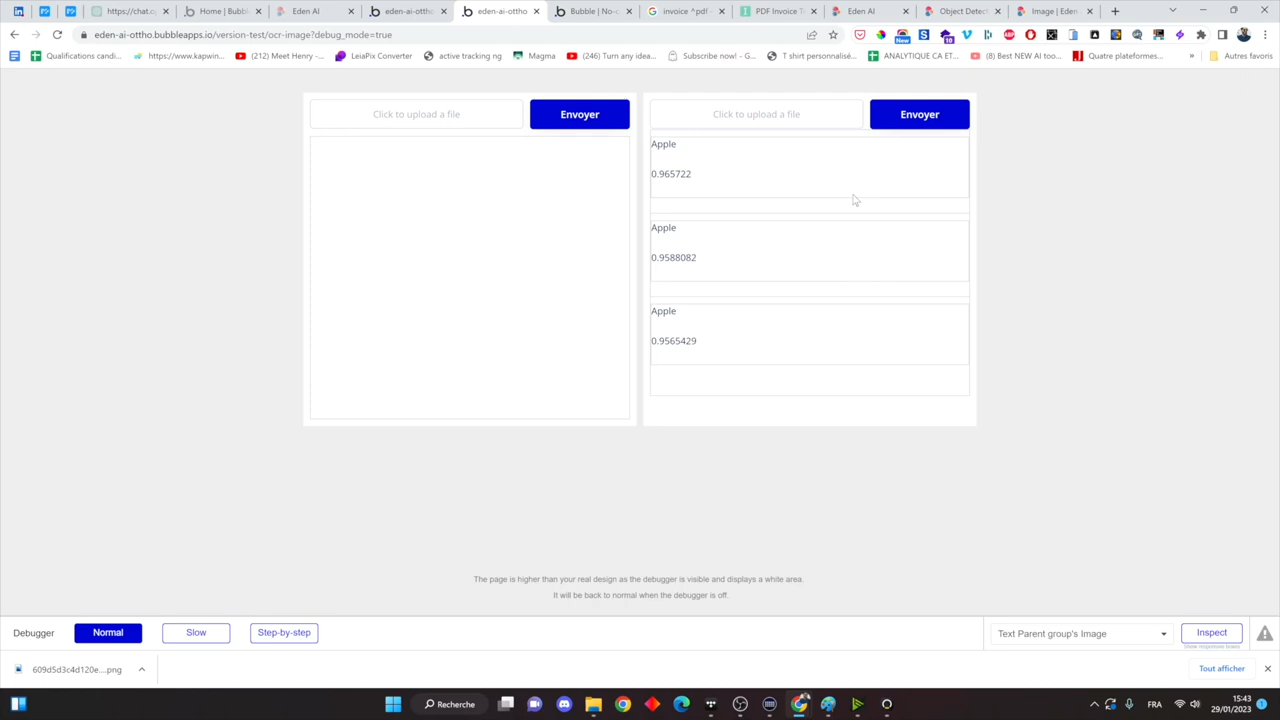 https://chat.op
Home | Bubbl
Eden AI
eden-ai-ottho
eden-ai-ottho
Bubble | No-c
invoice ^pdf -
PDF Invoice T
Eden AI
Object Detect
Image | Eden
eden-ai-ottho.bubbleapps.io/version-test/ocr-image?debug_mode=true
New
10
ABP
Qualifications candi...
https://www.kapwin...
(212) Meet Henry -...
LeiaPix Converter
active tracking ng
Magma
(246) Turn any idea...
Subscribe now! – G...
T shirt personnalisé...
ANALYTIQUE CA ET...
(8) Best NEW AI too...
Quatre plateformes...
»
Autres favoris
Click to upload a file
Envoyer
Click to upload a file
Envoyer
Apple
0.965722
Apple
0.9588082
Apple
0.9565429
The page is higher than your real design as the debugger is visible and displays a white area.
It will be back to normal when the debugger is off.
Debugger
Normal
Slow
Step-by-step
Text Parent group's Image
Inspect
Show responsive boxes
609d5d3c4d120e....png
Tout afficher
Recherche
FRA
15:43
29/01/2023